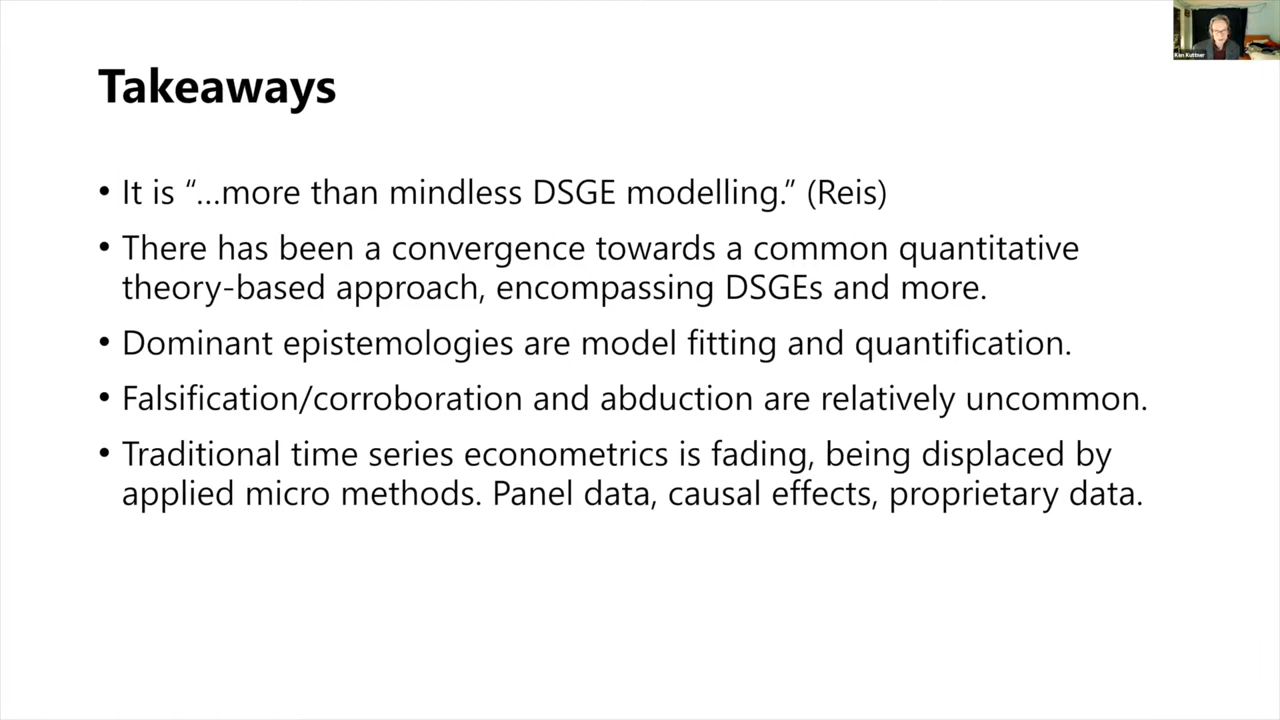 Takeaways
• It is “…more than mindless DSGE modelling.” (Reis)
• There has been a convergence towards a common quantitative
theory-based approach, encompassing DSGEs and more.
• Dominant epistemologies are model fitting and quantification.
• Falsification/corroboration and abduction are relatively uncommon.
• Traditional time series econometrics is fading, being displaced by
applied micro methods. Panel data, causal effects, proprietary data.
Ken Kuttner